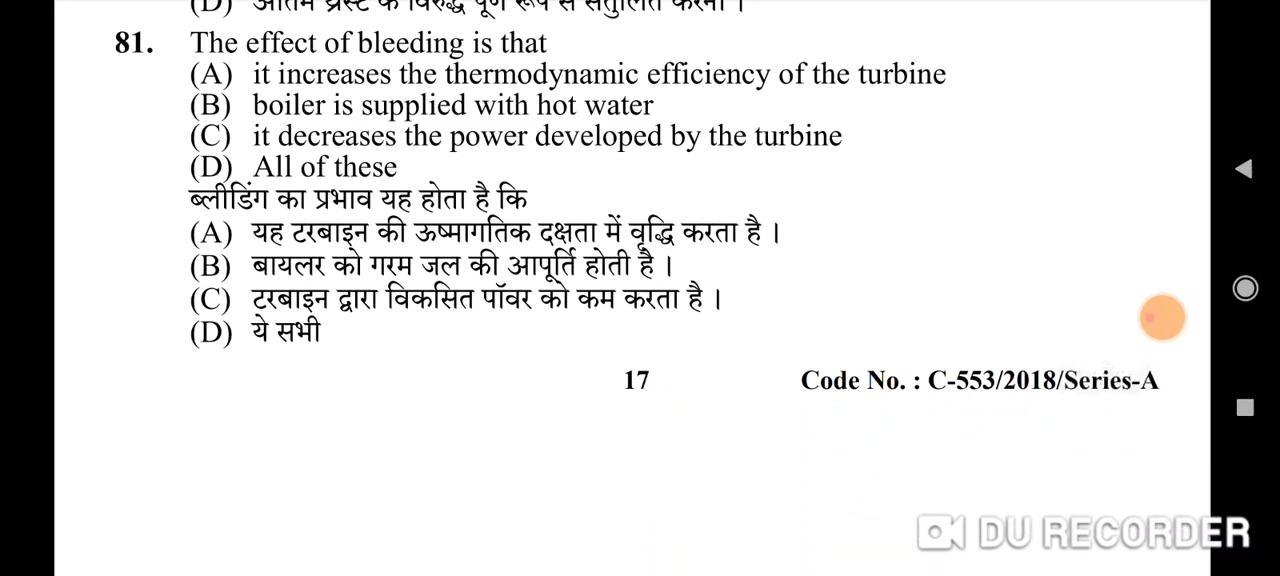 (D) अंतिम थ्रस्ट के विरुद्ध पूर्ण रूप से संतुलित करना ।
81. The effect of bleeding is that
(A) it increases the thermodynamic efficiency of the turbine
(B) boiler is supplied with hot water
(C) it decreases the power developed by the turbine
(D) All of these
ब्लीडिंग का प्रभाव यह होता है कि
(A) यह टरबाइन की ऊष्मागतिक दक्षता में वृद्धि करता है ।
(B) बायलर को गरम जल की आपूर्ति होती है ।
(C) टरबाइन द्वारा विकसित पॉवर को कम करता है ।
(D) ये सभी
17 Code No. : C-553/2018/Series-A
DU RECORDER